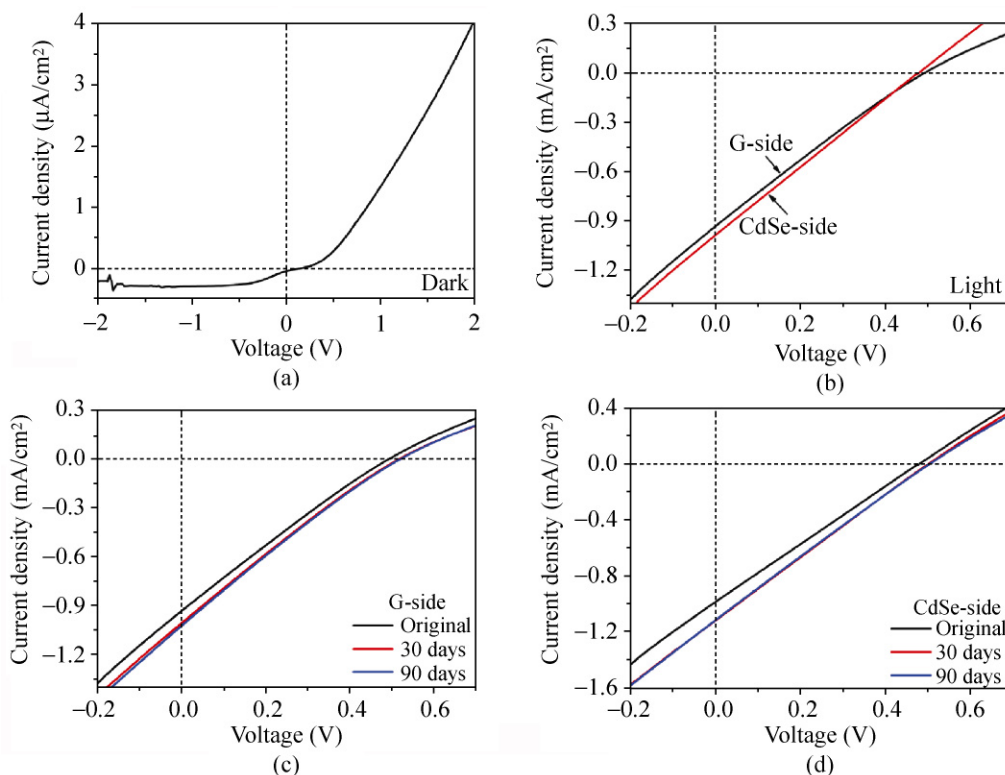 4
3
2
1
0
−2
−1
0
1
2
Current density (μA/cm²)
Voltage (V)
Dark
(a)
0.3
0.0
−0.3
−0.6
−0.9
−1.2
−0.2
0.0
0.2
0.4
0.6
Current density (mA/cm²)
Voltage (V)
G-side
CdSe-side
Light
(b)
0.3
0.0
−0.3
−0.6
−0.9
−1.2
−0.2
0.0
0.2
0.4
0.6
Current density (mA/cm²)
Voltage (V)
G-side
Original
30 days
90 days
(c)
0.4
0.0
−0.4
−0.8
−1.2
−1.6
−0.2
0.0
0.2
0.4
0.6
Current density (mA/cm²)
Voltage (V)
CdSe-side
Original
30 days
90 days
(d)